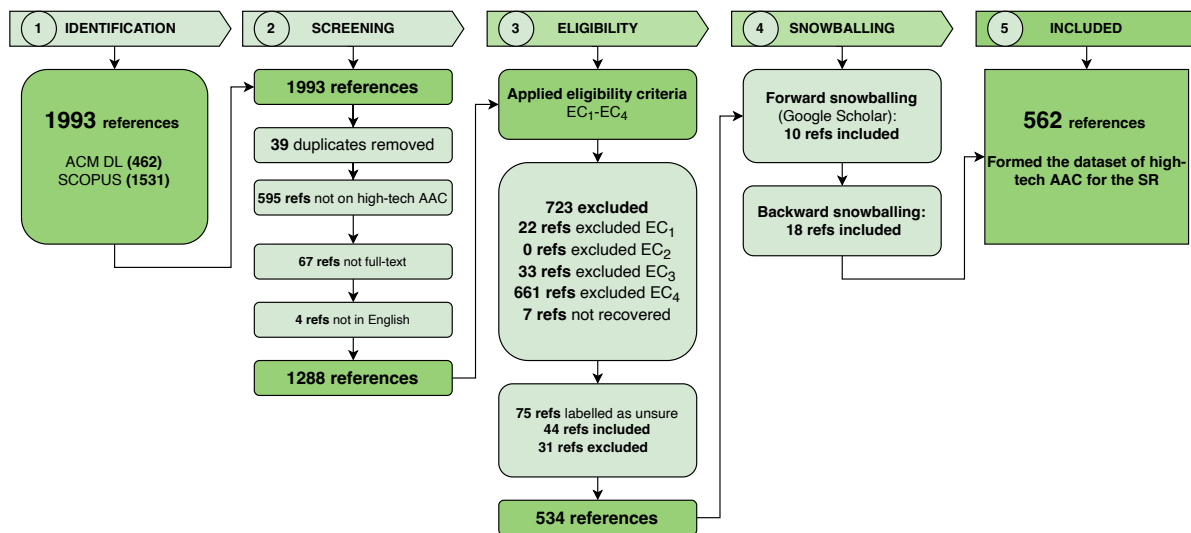 1 IDENTIFICATION
1993 references
ACM DL (462)
SCOPUS (1531)
2 SCREENING
1993 references
39 duplicates removed
595 refs not on high-tech AAC
67 refs not full-text
4 refs not in English
1288 references
3 ELIGIBILITY
Applied eligibility criteria
EC1-EC4
723 excluded
22 refs excluded EC1
0 refs excluded EC2
33 refs excluded EC3
661 refs excluded EC4
7 refs not recovered
75 refs labelled as unsure
44 refs included
31 refs excluded
534 references
4 SNOWBALLING
Forward snowballing
(Google Scholar):
10 refs included
Backward snowballing:
18 refs included
5 INCLUDED
562 references
Formed the dataset of high-
tech AAC for the SR